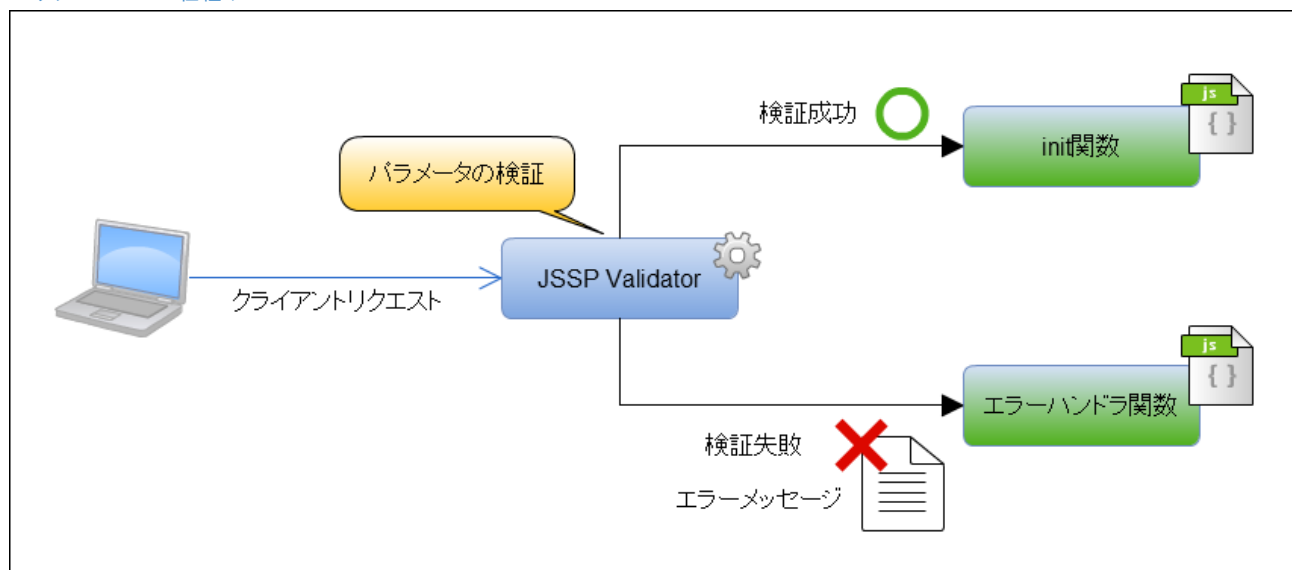 検証成功
js
{ }
init関数
パラメータの検証
JSSP Validator
クライアントリクエスト
js
{ }
エラーハンドラ関数
検証失敗
エラーメッセージ